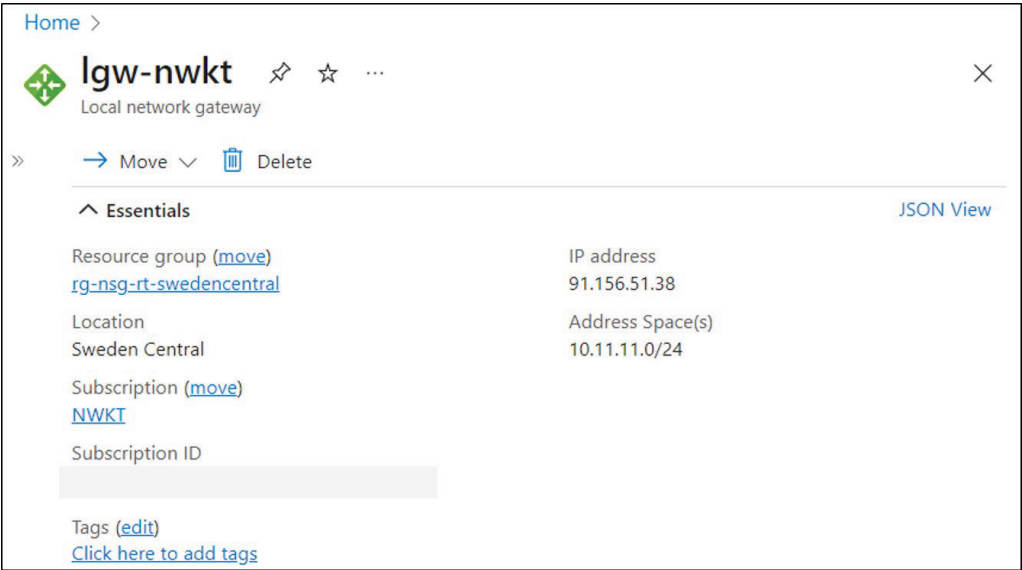 Home >
lgw-nwkt ...
Local network gateway
» Move Delete
Essentials JSON View
Resource group (move)
rg-nsg-rt-swedencentral
Location
Sweden Central
Subscription (move)
NWKT
Subscription ID
Tags (edit)
Click here to add tags
IP address
91.156.51.38
Address Space(s)
10.11.11.0/24